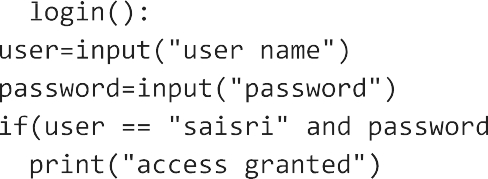 login():
user=input("user name")
password=input("password")
if(user == "saisri" and password
print("access granted")